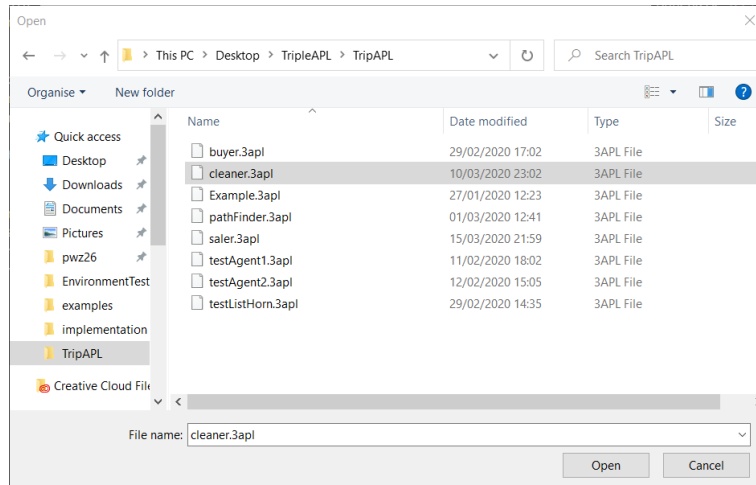 Open
This PC > Desktop > TripleAPL > TripAPL
Search TripAPL
Organise
New folder
Name Date modified Type Size
Quick access
Desktop
Downloads
Documents
Pictures
pwz26
EnvironmentTest
examples
implementation
TripAPL
Creative Cloud File
buyer.3apl 29/02/2020 17:02 3APL File
cleaner.3apl 10/03/2020 23:02 3APL File
Example.3apl 27/01/2020 12:23 3APL File
pathFinder.3apl 01/03/2020 12:41 3APL File
saler.3apl 15/03/2020 21:59 3APL File
testAgent1.3apl 11/02/2020 18:02 3APL File
testAgent2.3apl 12/02/2020 15:05 3APL File
testListHorn.3apl 29/02/2020 14:35 3APL File
File name: cleaner.3apl
Open Cancel